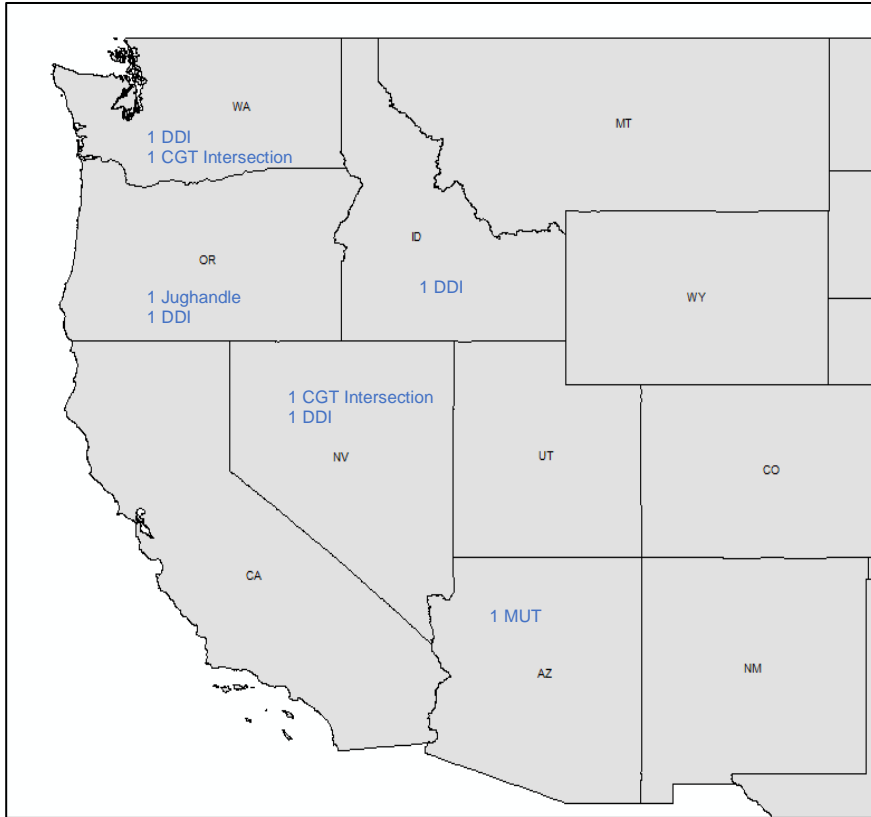 WA
MT
1 DDI
1 CGT Intersection
ID
OR
1 Jughandle
1 DDI
1 DDI
WY
1 CGT Intersection
1 DDI
NV
UT
CO
CA
1 MUT
AZ
NM